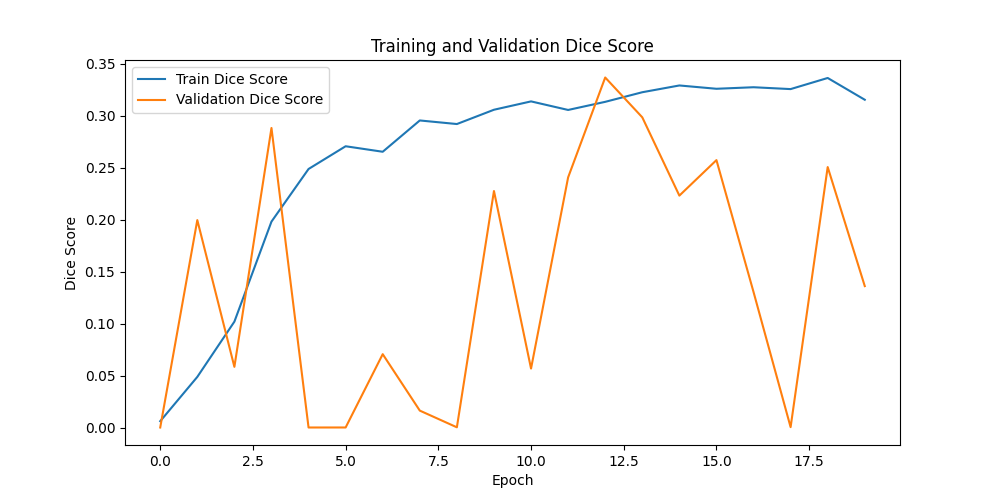 Training and Validation Dice Score
Train Dice Score
Validation Dice Score
Dice Score
0.35
0.30
0.25
0.20
0.15
0.10
0.05
0.00
0.0 2.5 5.0 7.5 10.0 12.5 15.0 17.5
Epoch